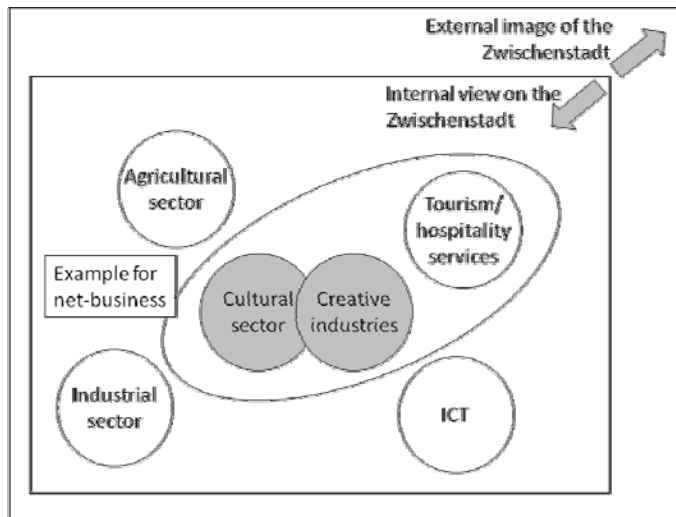 External image of the
Zwischenstadt
Internal view on the
Zwischenstadt
Agricultural
sector
Tourism/
hospitality
services
Example for
net-business
Cultural
sector
Creative
industries
Industrial
sector
ICT